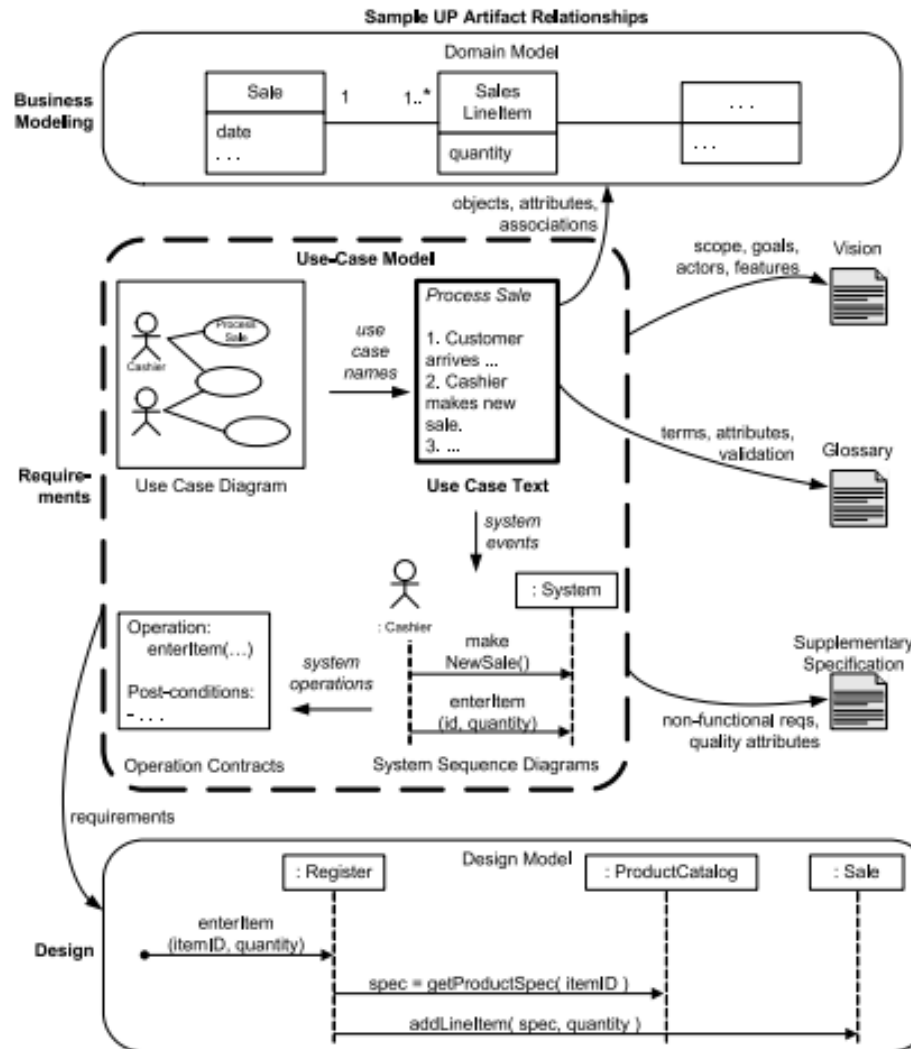 Sample UP Artifact Relationships
Domain Model
Business
Modeling
Sale
date
. . .
1
1..*
Sales
LineItem
quantity
. . .
...
objects, attributes,
associations
Use-Case Model
Process
Sale
Cashier
Use Case Diagram
use
case
names
Process Sale
1. Customer
arrives ...
2. Cashier
makes new
sale.
3. ...
Use Case Text
scope, goals,
actors, features
Vision
terms, attributes,
validation
Glossary
Require-
ments
system
events
: Cashier
: System
make
NewSale()
enterItem
(id, quantity)
System Sequence Diagrams
system
operations
Operation:
enterItem(…)
Post-conditions:
- . . .
Operation Contracts
Supplementary
Specification
non-functional reqs,
quality attributes
requirements
Design Model
Design
: Register
: ProductCatalog
: Sale
enterItem
(itemID, quantity)
spec = getProductSpec( itemID )
addLineItem( spec, quantity )